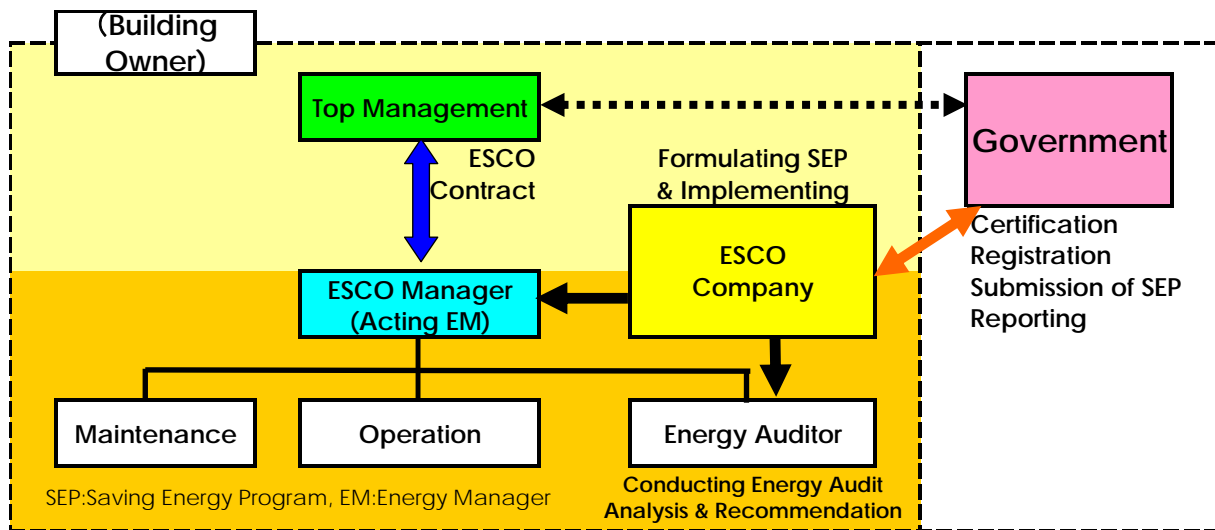 (Building
Owner)
Top Management
Government
ESCO
Contract
Formulating SEP
& Implementing
ESCO
Company
Certification
Registration
Submission of SEP
Reporting
ESCO Manager
(Acting EM)
Maintenance
Operation
Energy Auditor
SEP:Saving Energy Program, EM:Energy Manager
Conducting Energy Audit
Analysis & Recommendation